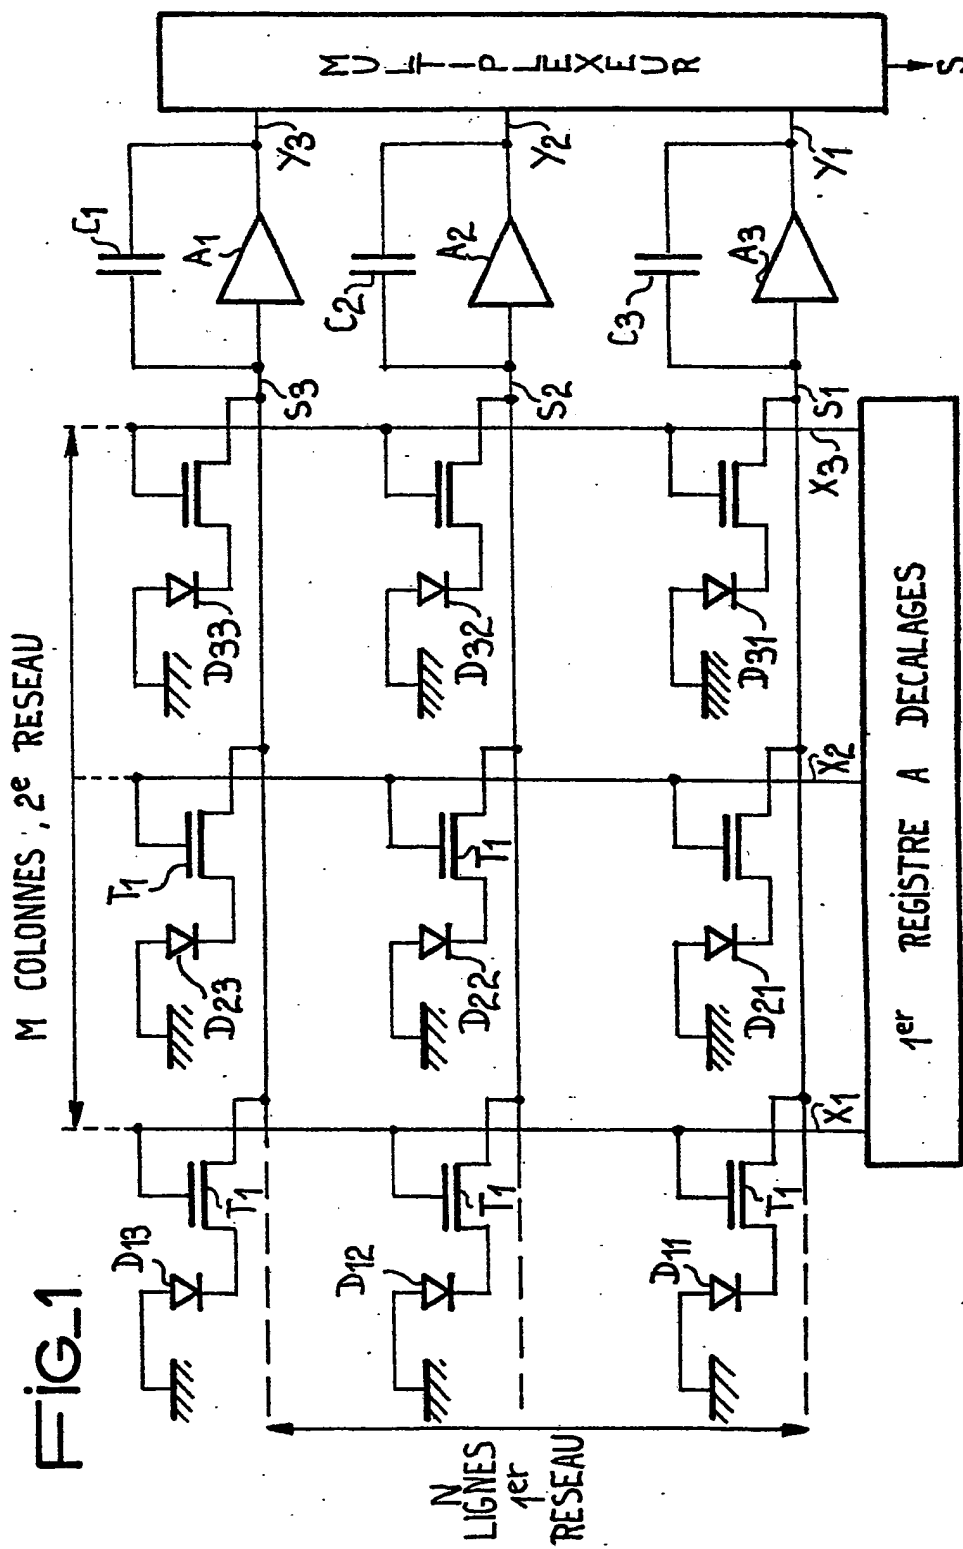 FIG_1
M COLONNES, 2e RESEAU
N
LIGNES
1er
RESEAU
D13
T1
D23
T1
D33
S3
A1
C1
Y3
D12
T1
D22
T1
D32
S2
A2
C2
Y2
D11
T1
D21
D31
S1
A3
C3
Y1
X1
X2
X3
1er REGISTRE A DECALAGES
MULTIPLEXEUR
S